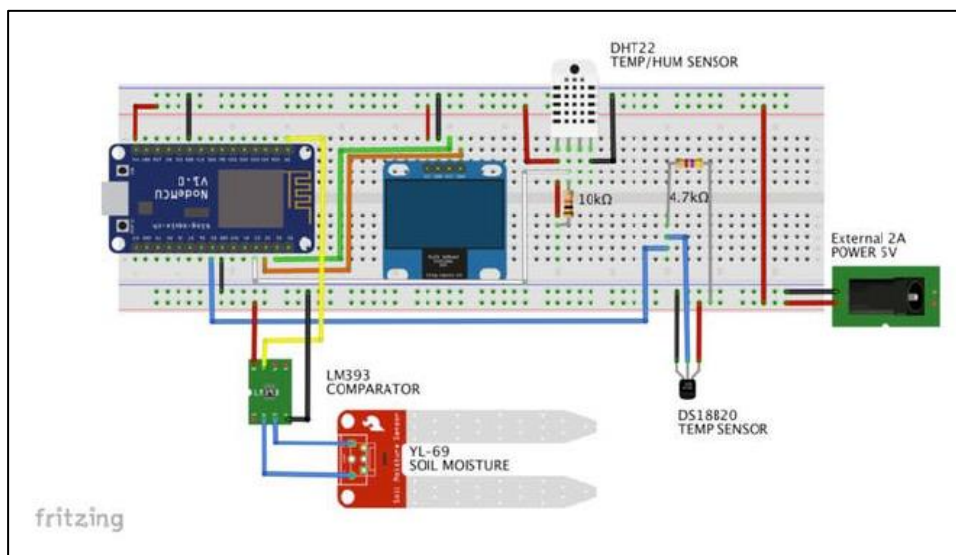 DHT22
TEMP/HUM SENSOR
NodeMCU
V1.0
10kΩ
4.7kΩ
External 2A
POWER 5V
LM393
COMPARATOR
YL-69
SOIL MOISTURE
Soil Moisture Sensor
DS18B20
TEMP SENSOR
fritzing